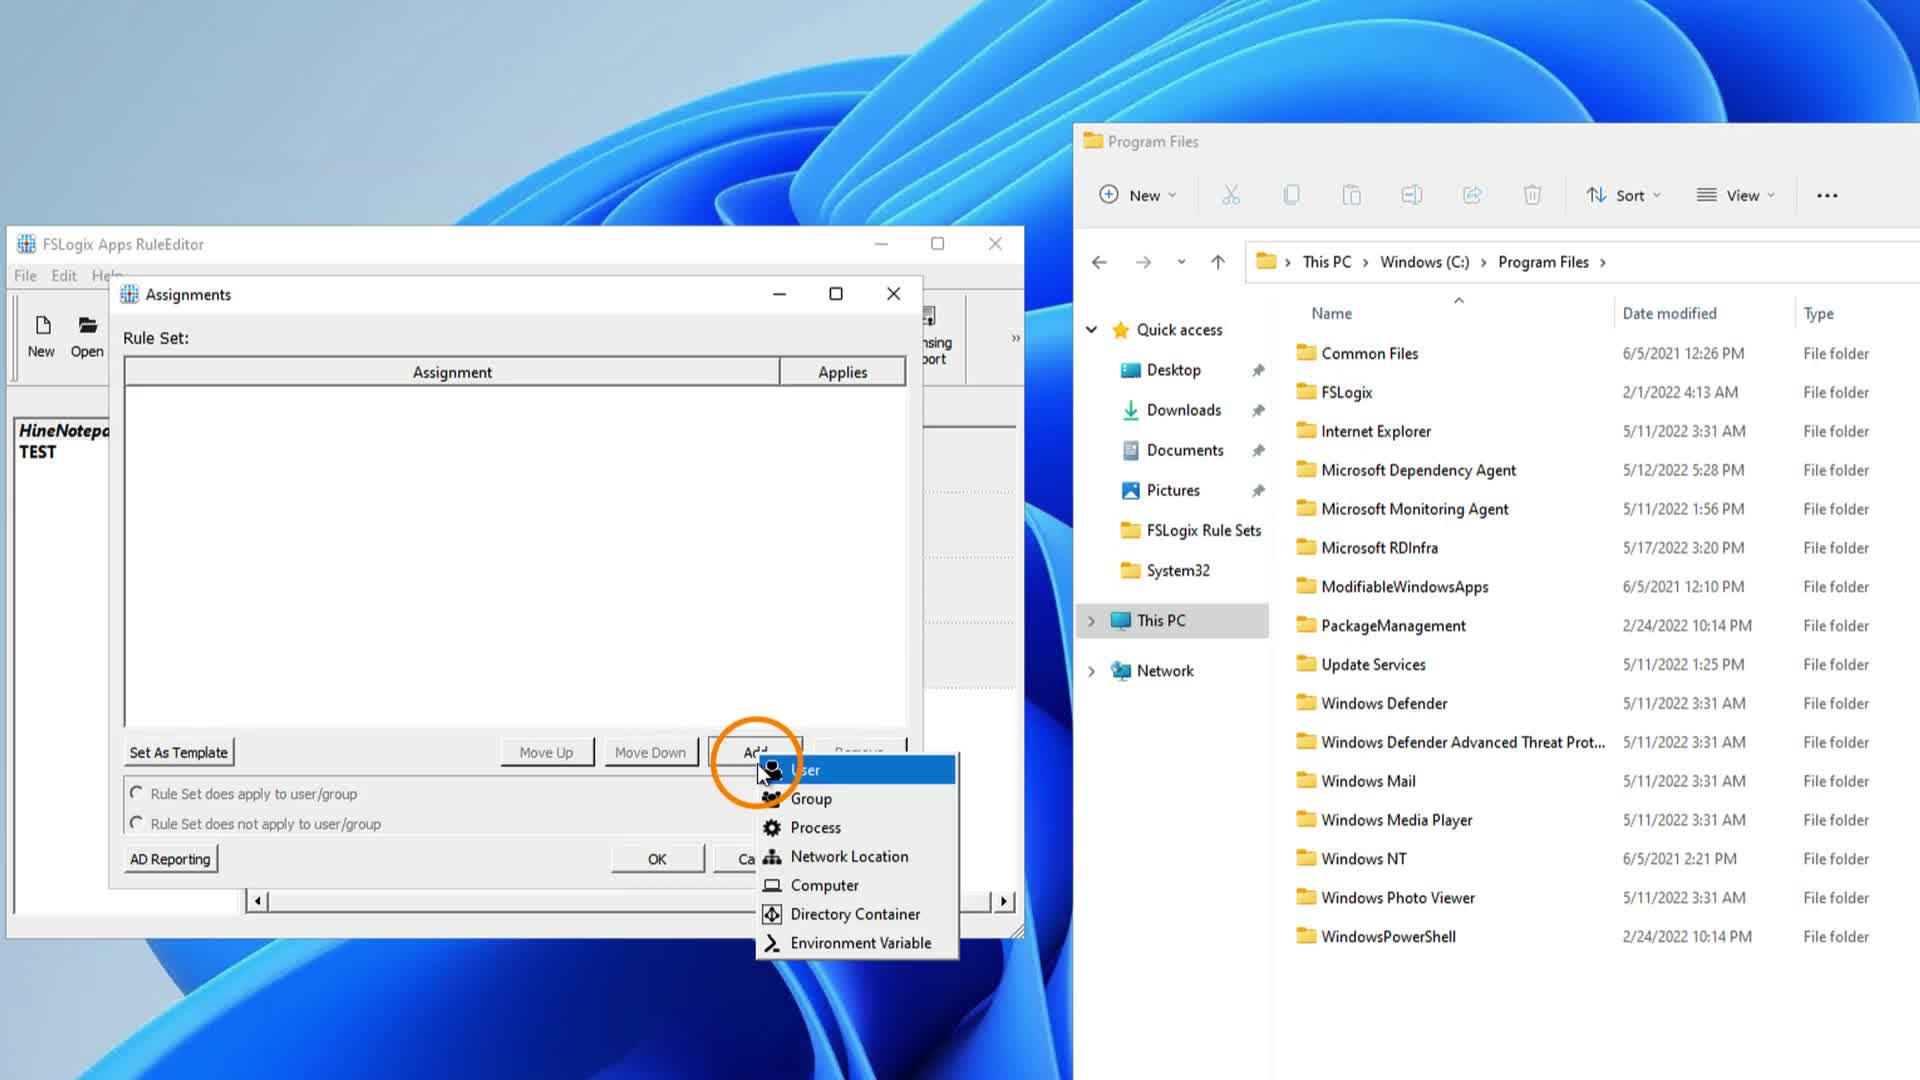 Program Files
New
Sort
View
This PC
Windows (C:)
Program Files
Name
Date modified
Type
Quick access
Desktop
Downloads
Documents
Pictures
FSLogix Rule Sets
System32
This PC
Network
Common Files 6/5/2021 12:26 PM File folder
FSLogix 2/1/2022 4:13 AM File folder
Internet Explorer 5/11/2022 3:31 AM File folder
Microsoft Dependency Agent 5/12/2022 5:28 PM File folder
Microsoft Monitoring Agent 5/11/2022 1:56 PM File folder
Microsoft RDInfra 5/17/2022 3:20 PM File folder
ModifiableWindowsApps 6/5/2021 12:10 PM File folder
PackageManagement 2/24/2022 10:14 PM File folder
Update Services 5/11/2022 1:25 PM File folder
Windows Defender 5/11/2022 3:31 AM File folder
Windows Defender Advanced Threat Prot... 5/11/2022 3:31 AM File folder
Windows Mail 5/11/2022 3:31 AM File folder
Windows Media Player 5/11/2022 3:31 AM File folder
Windows NT 6/5/2021 2:21 PM File folder
Windows Photo Viewer 5/11/2022 3:31 AM File folder
WindowsPowerShell 2/24/2022 10:14 PM File folder
FSLogix Apps RuleEditor
File Edit Help
New
Open
HineNotepa
TEST
Assignments
Rule Set:
Assignment
Applies
Set As Template
Move Up
Move Down
Add
Rule Set does apply to user/group
Rule Set does not apply to user/group
AD Reporting
OK
User
Group
Process
Network Location
Computer
Directory Container
Environment Variable